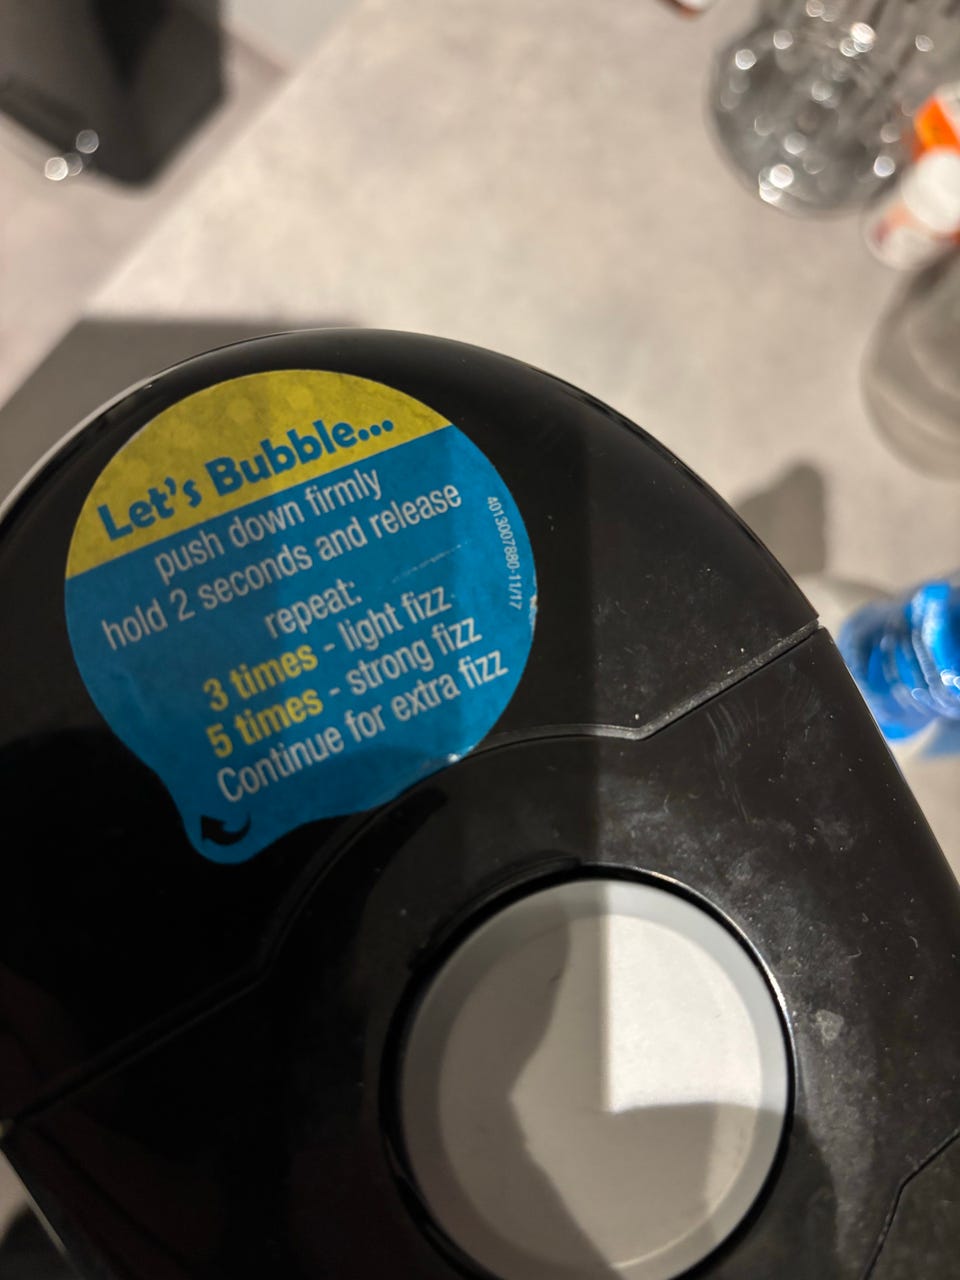 Let's Bubble...
push down firmly
hold 2 seconds and release
repeat:
3 times - light fizz
5 times - strong fizz
Continue for extra fizz
4013007880-11/17